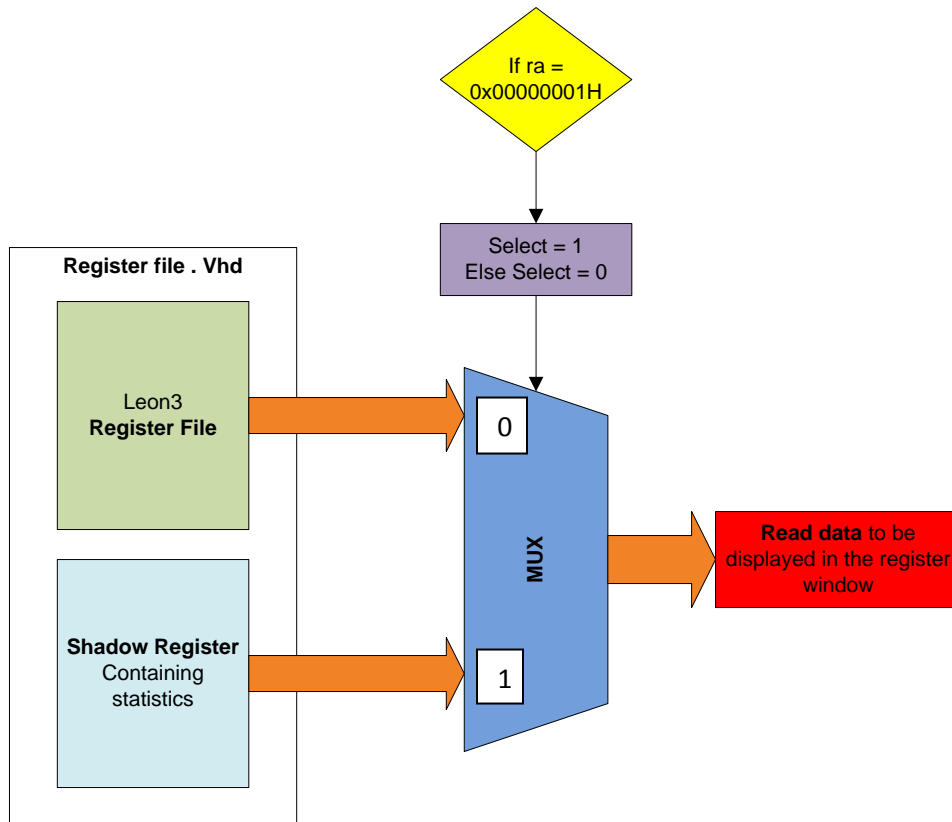 If ra =
0x00000001H
Select = 1
Else Select = 0
Register file . Vhd
Leon3
Register File
0
MUX
Read data to be
displayed in the register
window
Shadow Register
Containing
statistics
1